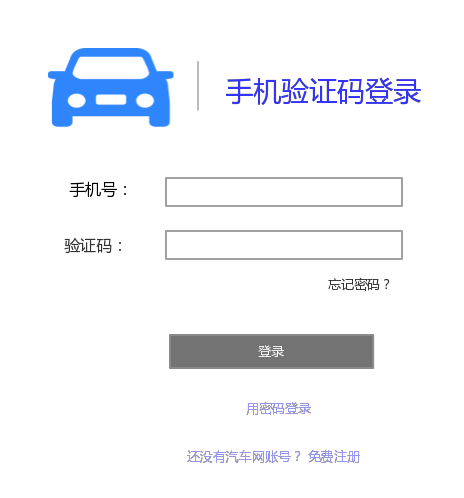 手机验证码登录
手机号：
验证码：
忘记密码？
登录
用密码登录
还没有汽车网账号？ 免费注册